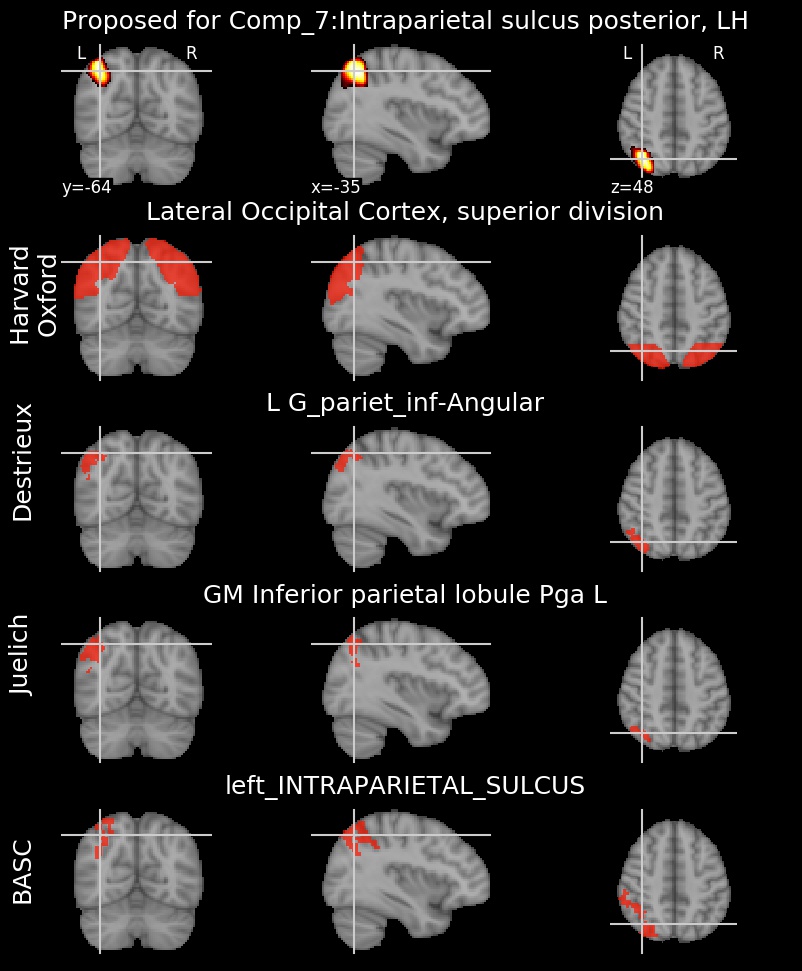 Proposed for Comp_7:Intraparietal sulcus posterior, LH
L R L R
y=-64 x=-35 z=48
Lateral Occipital Cortex, superior division
Harvard
Oxford
L G_pariet_inf-Angular
Destrieux
GM Inferior parietal lobule Pga L
Juelich
left_INTRAPARIETAL_SULCUS
BASC